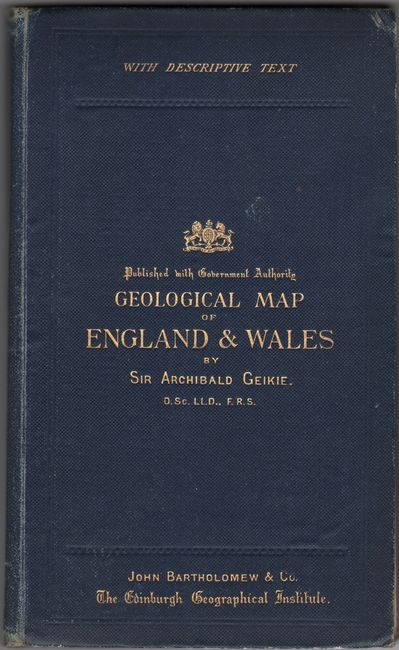 WITH DESCRIPTIVE TEXT
Published with Government Authority
GEOLOGICAL MAP
OF
ENGLAND & WALES
BY
SIR ARCHIBALD GEIKIE.
D.Sc. LL.D., F.R.S.
JOHN BARTHOLOMEW & Co.
The Edinburgh Geographical Institute.